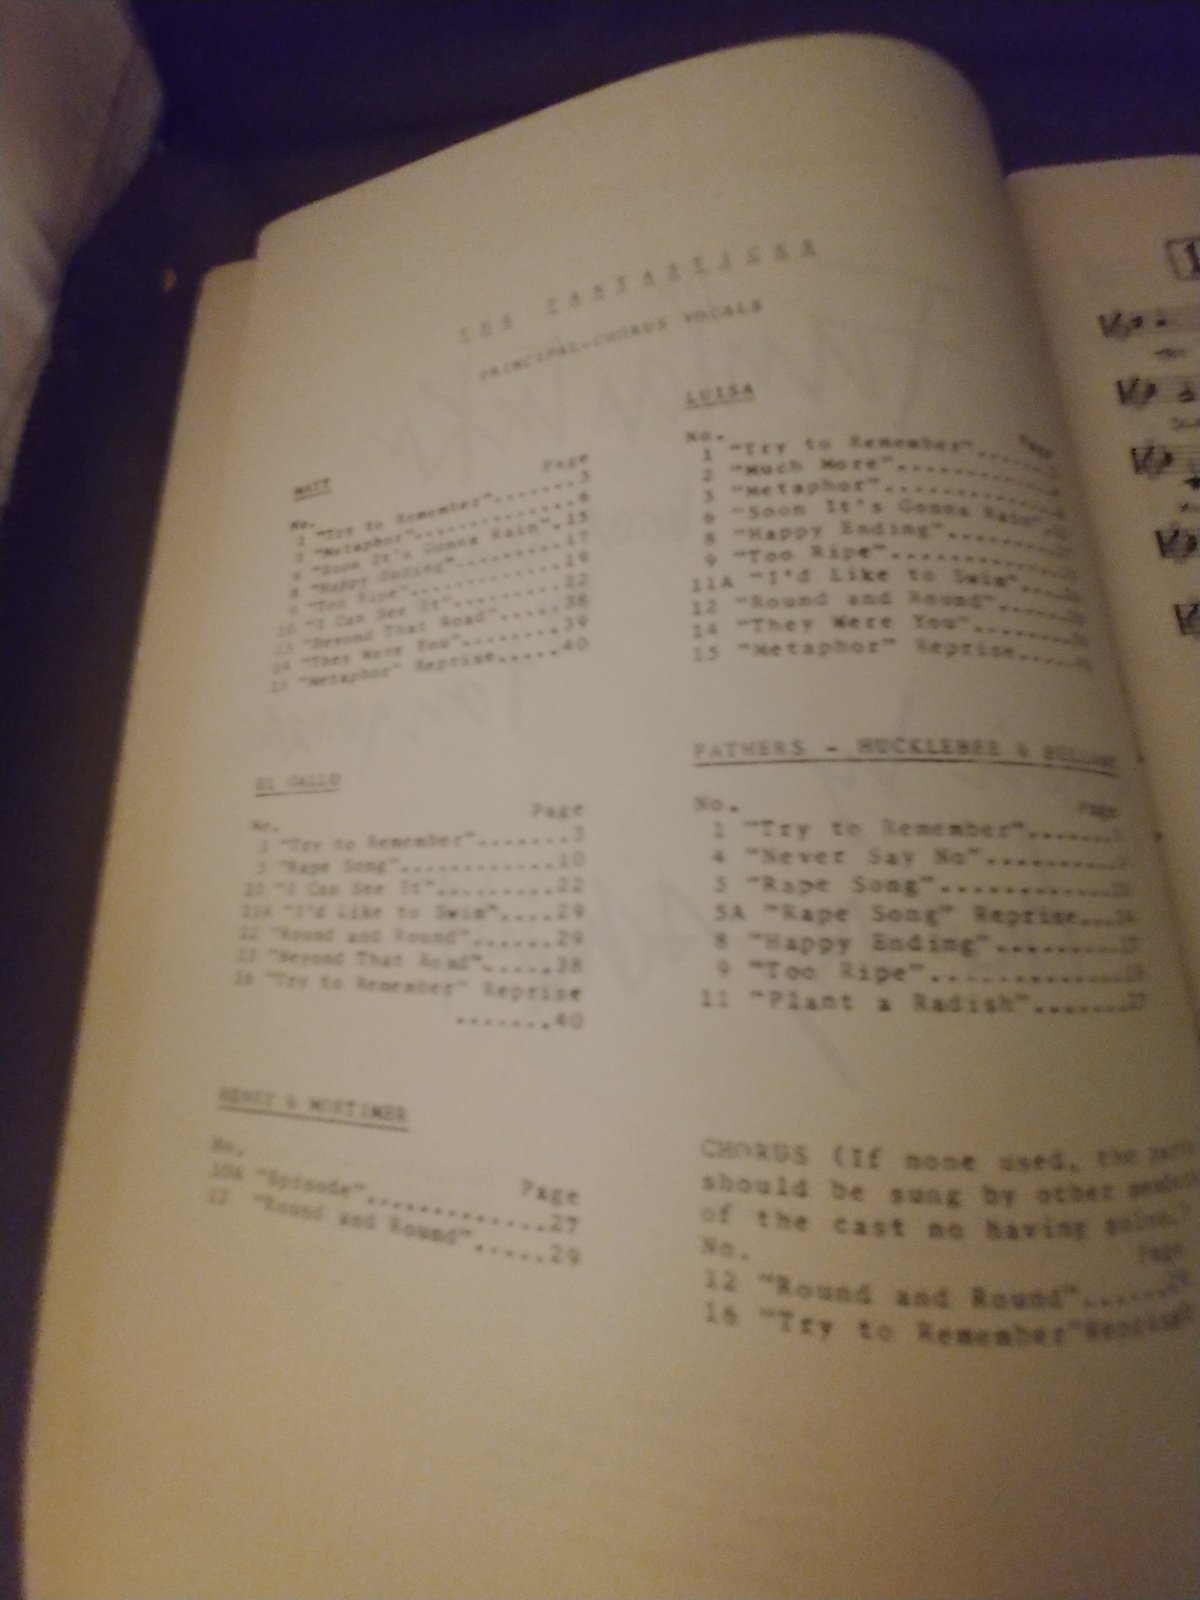 PRINCIPAL-CHORUS VOCALS
MATT
No. Page
1 "Try to Remember".......3
"Metaphor"..............6
"Soon It's Gonna Rain".15
8 "Happy Ending"..........17
9 "Too Ripe"..............19
"I Can See It"..........22
"Beyond That Road".....38
14 "They Were You".........39
15 "Metaphor" Reprise.....40
LUISA
No. Page
1 "Try to Remember"
2 "Much More"
3 "Metaphor"
6 "Soon It's Gonna Rain"
8 "Happy Ending"
9 "Too Ripe"
11A "I'd Like to Swim"
12 "Round and Round"
14 "They Were You"
15 "Metaphor" Reprise
EL GALLO
No. Page
1 "Try to Remember".......3
5 "Rape Song".............10
"I Can See It"..........22
"I'd Like to Swim"....29
12 "Round and Round".......29
13 "Beyond That Road"......38
16 "Try to Remember" Reprise
.......40
FATHERS - HUCKLEBEE &
No. Page
1 "Try to Remember"
4 "Never Say No"
5 "Rape Song"
5A "Rape Song" Reprise
8 "Happy Ending"
9 "Too Ripe"
11 "Plant a Radish"
HENRY & MORTIMER
No. Page
10A "Episode"..............27
12 "Round and Round".....29
CHORUS (If none used, the
should be sung by other
of the cast no having
No. Page
12 "Round and Round"
16 "Try to Remember"